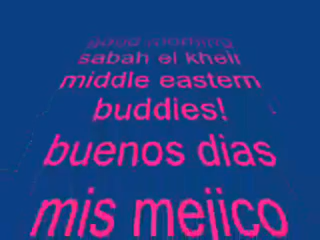 good morning
sabah el kheir
middle eastern
buddies!
buenos dias
mis mejico